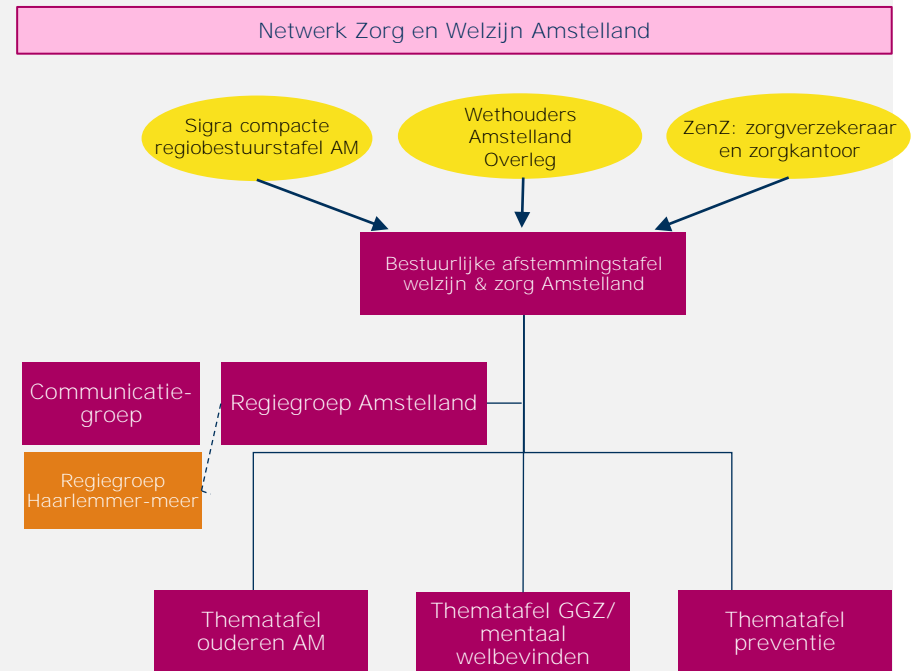 Netwerk Zorg en Welzijn Amstelland
Sigra compacte
regiobestuurstafel AM
Wethouders
Amstelland
Overleg
ZenZ: zorgverzekeraar
en zorgkantoor
Bestuurlijke afstemmingstafel
welzijn & zorg Amstelland
Communicatie-
groep
Regiegroep Amstelland
Regiegroep
Haarlemmer-meer
Thematafel
ouderen AM
Thematafel GGZ/
mentaal
welbevinden
Thematafel
preventie